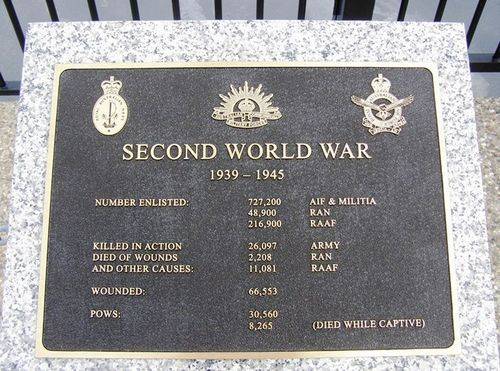 SECOND WORLD WAR
1939 – 1945
NUMBER ENLISTED: 727,200 AIF & MILITIA
48,900 RAN
216,900 RAAF
KILLED IN ACTION 26,097 ARMY
DIED OF WOUNDS 2,208 RAN
AND OTHER CAUSES: 11,081 RAAF
WOUNDED: 66,553
POWS: 30,560
8,265 (DIED WHILE CAPTIVE)